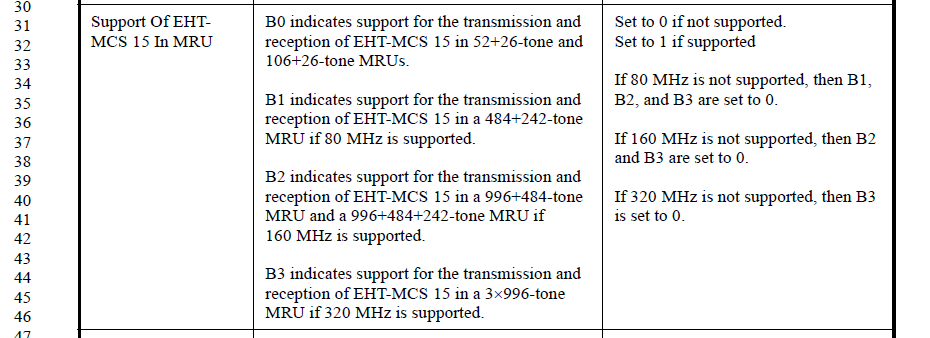 30
31
32
33
34
35
36
37
38
39
40
41
42
43
44
45
46
47
Support Of EHT-
MCS 15 In MRU
B0 indicates support for the transmission and
reception of EHT-MCS 15 in 52+26-tone and
106+26-tone MRUs.
B1 indicates support for the transmission and
reception of EHT-MCS 15 in a 484+242-tone
MRU if 80 MHz is supported.
B2 indicates support for the transmission and
reception of EHT-MCS 15 in a 996+484-tone
MRU and a 996+484+242-tone MRU if
160 MHz is supported.
B3 indicates support for the transmission and
reception of EHT-MCS 15 in a 3×996-tone
MRU if 320 MHz is supported.
Set to 0 if not supported.
Set to 1 if supported
If 80 MHz is not supported, then B1,
B2, and B3 are set to 0.
If 160 MHz is not supported, then B2
and B3 are set to 0.
If 320 MHz is not supported, then B3
is set to 0.